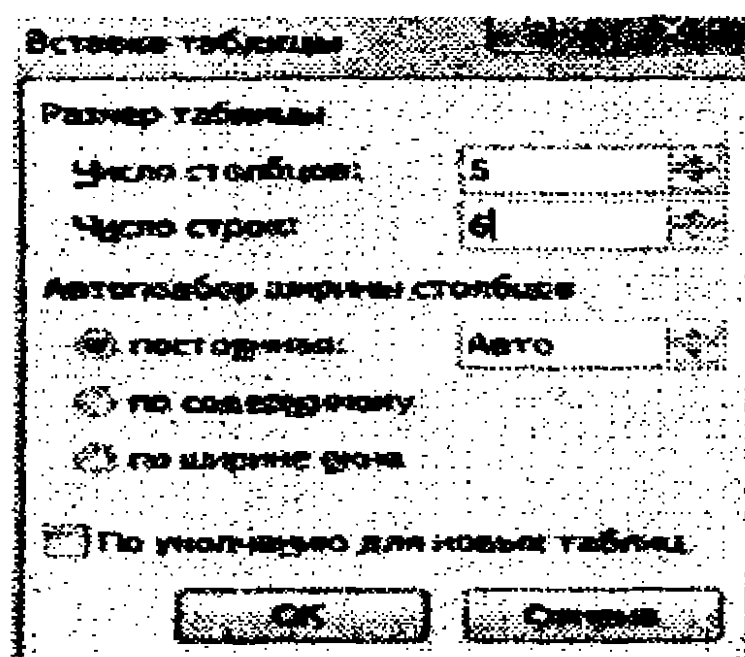 Вставка таблицы
Размер таблицы
Число столбцов: 5
Число строк: 6
Автоподбор ширины столбцов
постоянная: Авто
по содержимому
по ширине окна
По умолчанию для новых таблиц
ОК Отмена